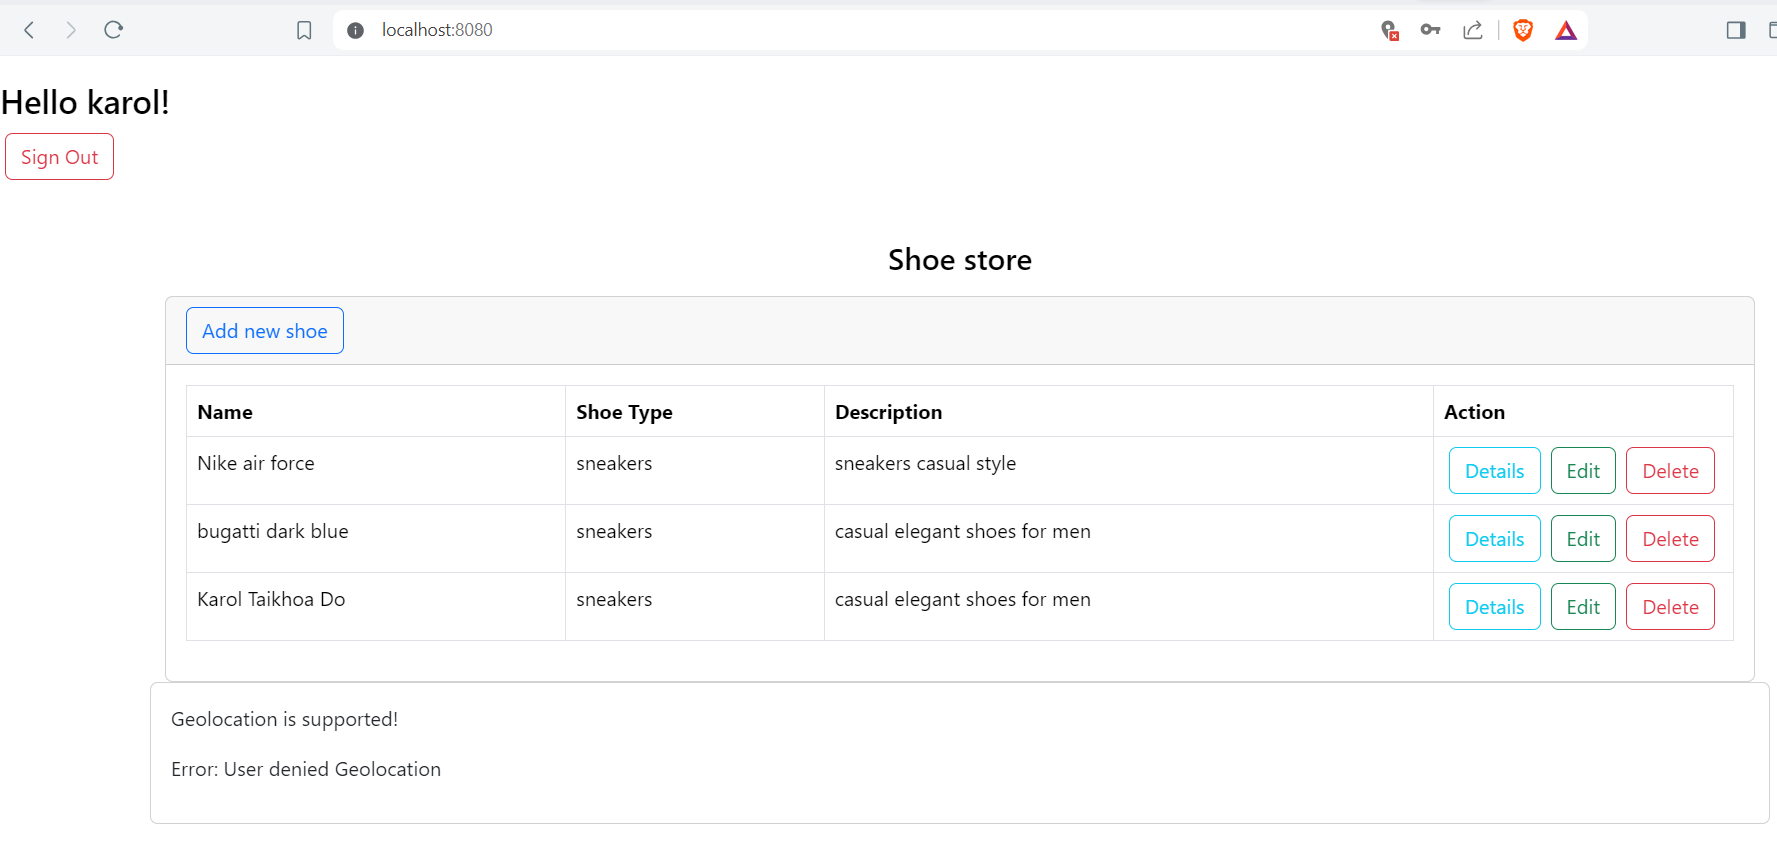 localhost:8080
Hello karol!
Sign Out
Shoe store
Add new shoe
Name Shoe Type Description Action
Nike air force sneakers sneakers casual style Details Edit Delete
bugatti dark blue sneakers casual elegant shoes for men Details Edit Delete
Karol Taikhoa Do sneakers casual elegant shoes for men Details Edit Delete
Geolocation is supported!
Error: User denied Geolocation